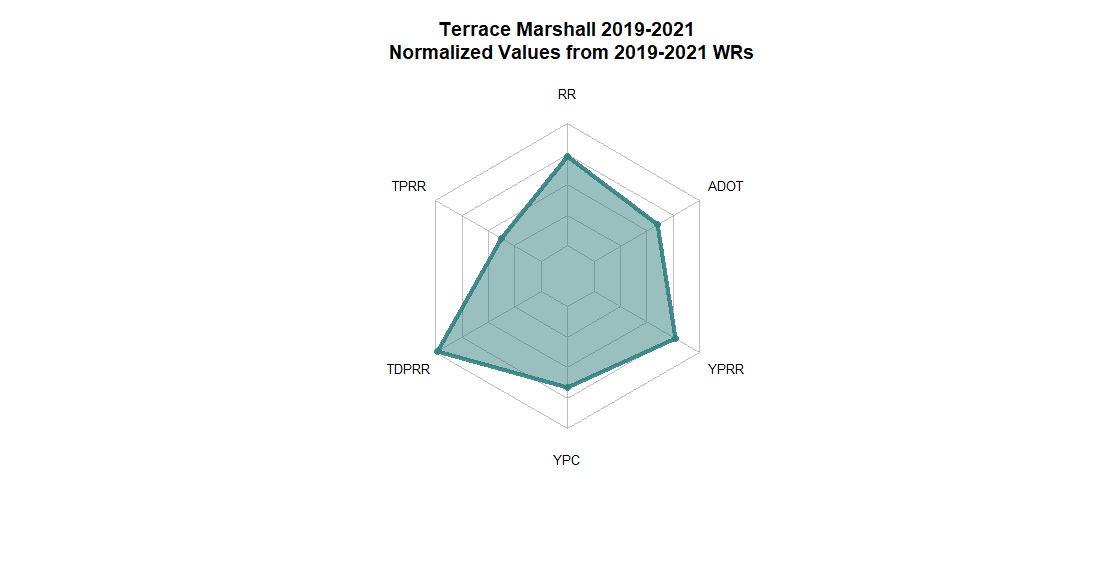 Terrace Marshall 2019-2021
Normalized Values from 2019-2021 WRs
RR
TPRR
ADOT
TDPRR
YPRR
YPC